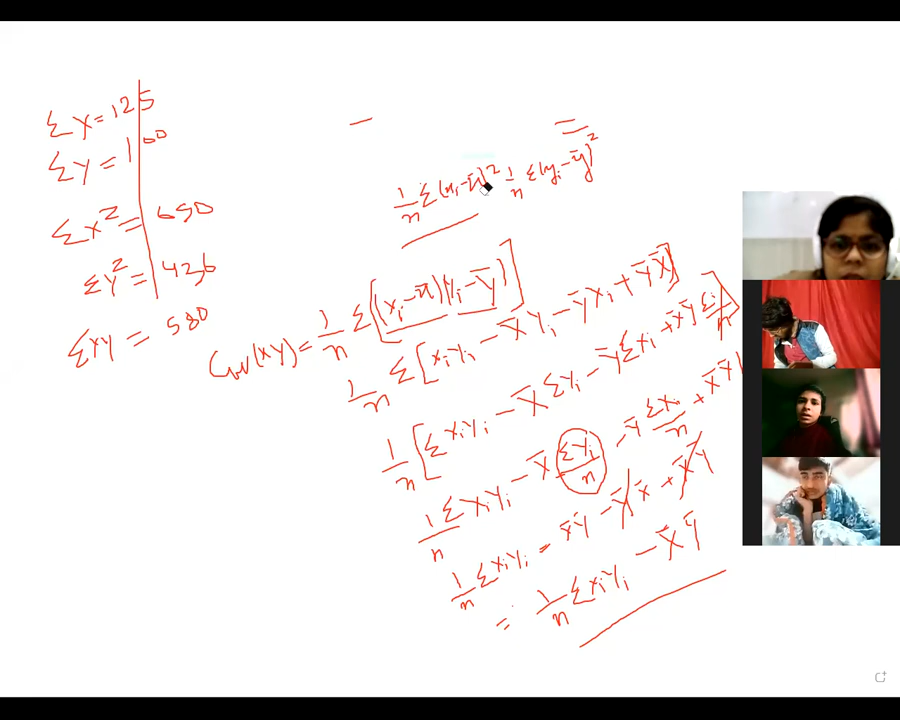 ΣX = 125
ΣY = 100
ΣX² = 650
ΣY² = 436
ΣXY = 580
1/n Σ(xi - x̄)² 1/n Σ(yi - ȳ)²
Cov(XY) = 1/n Σ[(xi - x̄)(yi - ȳ)]
1/n Σ[xiyi - X̄Yi - ȲXi + ȲX̄]
1/n [Σxiyi - X̄ΣYi - ȲΣXi + X̄Ȳ Σi/n]
1/n ΣXiYi - X̄ ΣYi/n - Ȳ ΣXi/n + X̄Ȳ
1/n Σxiyi = X̄Ȳ - ȲX̄ + X̄Ȳ
= 1/n ΣXiYi - X̄Ȳ